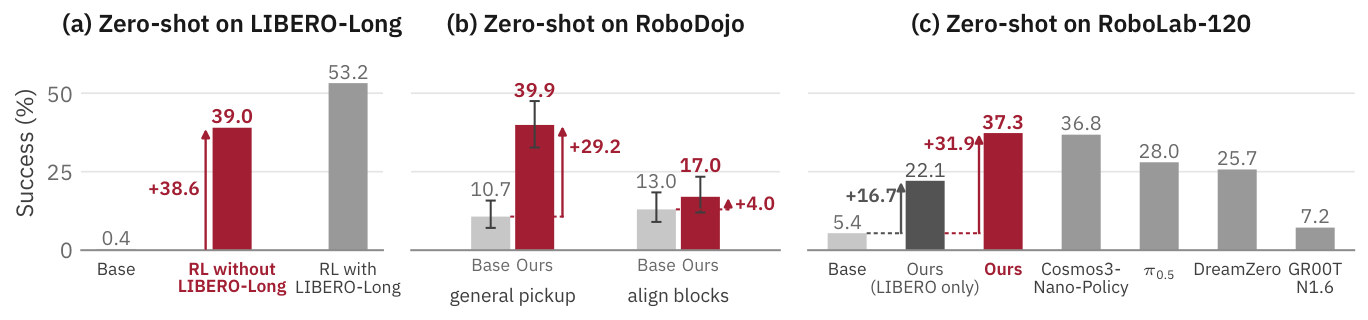 (a) Zero-shot on LIBERO-Long
Success (%)
50
25
0
0.4
+38.6
39.0
53.2
Base
RL without
LIBERO-Long
RL with
LIBERO-Long
(b) Zero-shot on RoboDojo
10.7
39.9
+29.2
13.0
17.0
+4.0
Base Ours
Base Ours
general pickup
align blocks
(c) Zero-shot on RoboLab-120
5.4
+16.7
22.1
+31.9
37.3
36.8
28.0
25.7
7.2
Base
Ours
(LIBERO only)
Ours
Cosmos3-
Nano-Policy
π0.5
DreamZero
GR00T
N1.6